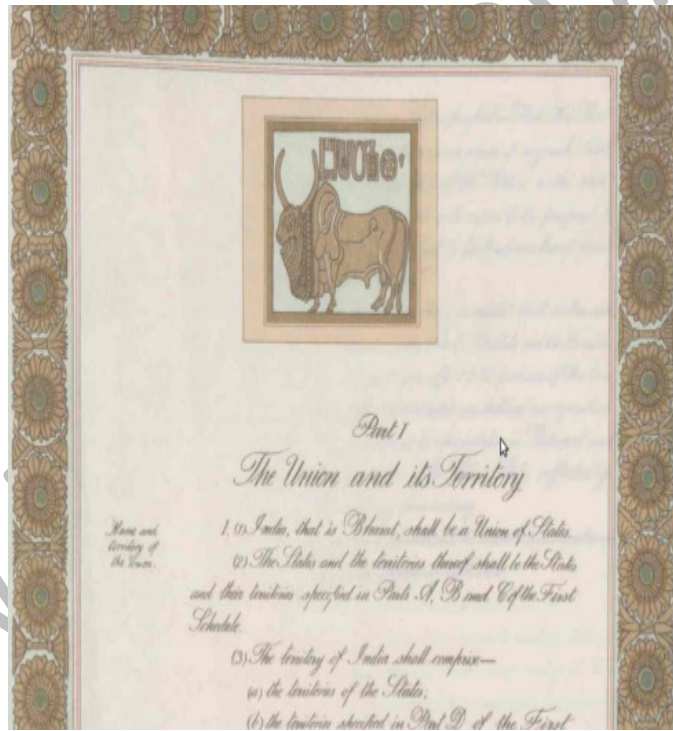 Part I
The Union and its Territory
Name and
territory of
the Union.
1. (1) India, that is Bharat, shall be a Union of States.
(2) The States and the territories thereof shall be the States
and their territories specified in Parts A, B and C of the First
Schedule.
(3) The territory of India shall comprise—
(a) the territories of the States;
(b) the territories specified in Part D of the First